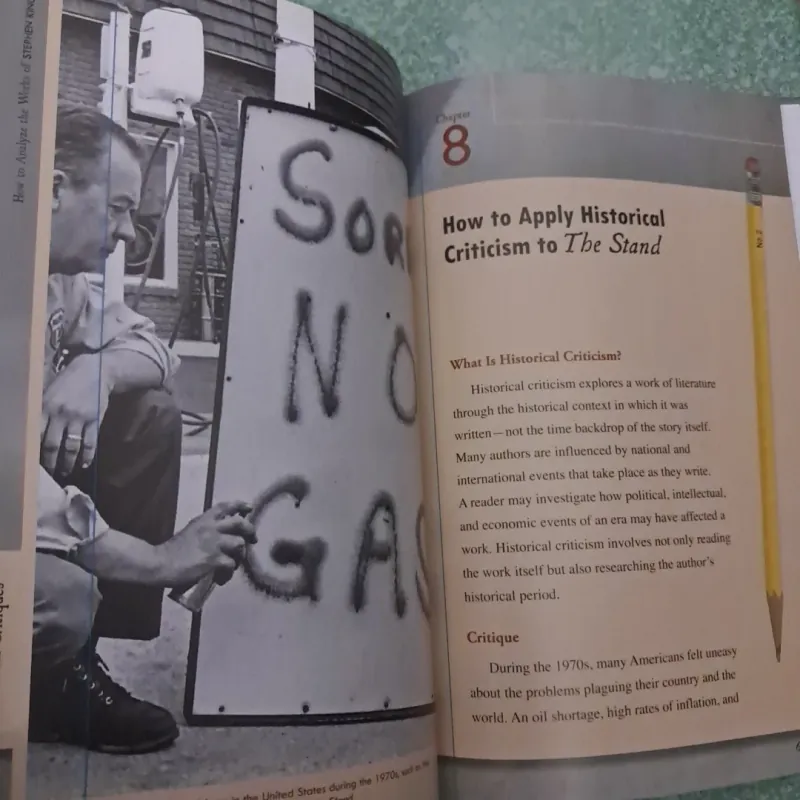 How to Analyze the Works of STEPHEN KING
SOR
NO
GAS
in the United States during the 1970s, such as the
Stand.
Chapter
8
How to Apply Historical
Criticism to The Stand
No. 2
What Is Historical Criticism?
Historical criticism explores a work of literature
through the historical context in which it was
written—not the time backdrop of the story itself.
Many authors are influenced by national and
international events that take place as they write.
A reader may investigate how political, intellectual,
and economic events of an era may have affected a
work. Historical criticism involves not only reading
the work itself but also researching the author's
historical period.
Critique
During the 1970s, many Americans felt uneasy
about the problems plaguing their country and the
world. An oil shortage, high rates of inflation, and